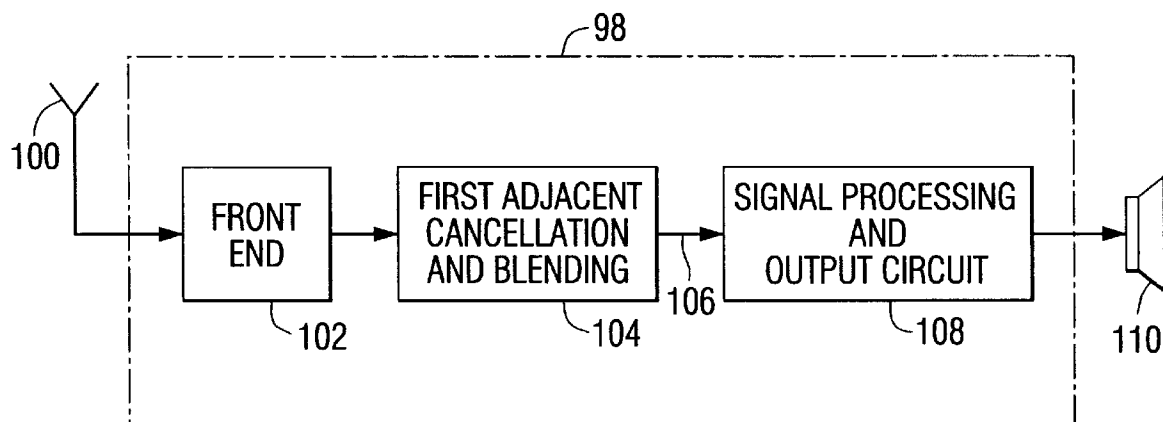 98
100
FRONT
END
102
FIRST ADJACENT
CANCELLATION
AND BLENDING
104
106
SIGNAL PROCESSING
AND
OUTPUT CIRCUIT
108
110